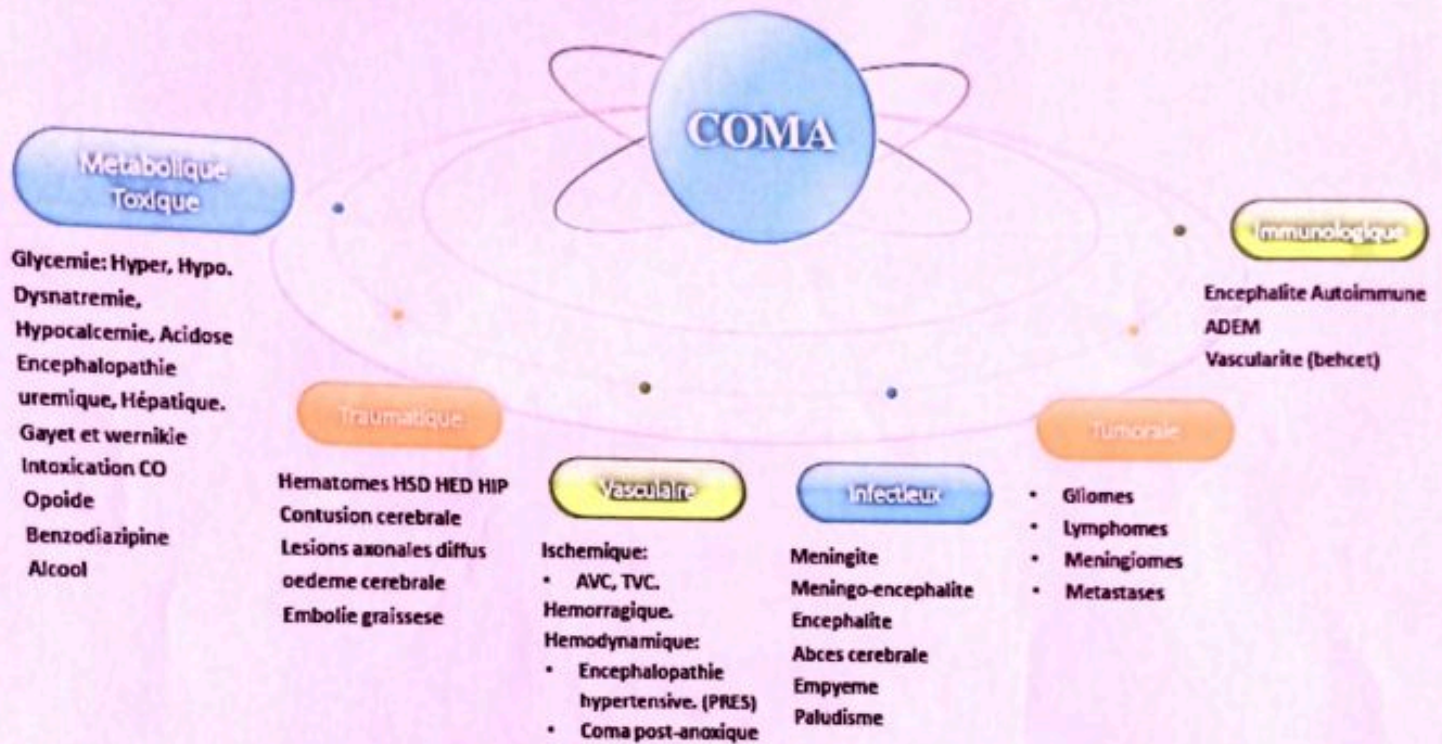 COMA
Metabolique
Toxique
Glycemie: Hyper, Hypo.
Dysnatremie,
Hypocalcemie, Acidose
Encephalopathie
uremique, Hépatique.
Gayet et wernikie
Intoxication CO
Opoide
Benzodiazipine
Alcool
Traumatique
Hematomes HSD HED HIP
Contusion cerebrale
Lesions axonales diffus
oedeme cerebrale
Embolie graissese
Vasculaire
Ischemique:
• AVC, TVC.
Hemorragique.
Hemodynamique:
• Encephalopathie
hypertensive. (PRES)
• Coma post-anoxique
Infectieux
Meningite
Meningo-encephalite
Encephalite
Abces cerebrale
Empyeme
Paludisme
Tumorale
• Gliomes
• Lymphomes
• Meningiomes
• Metastases
Immunologique
Encephalite Autoimmune
ADEM
Vascularite (behcet)